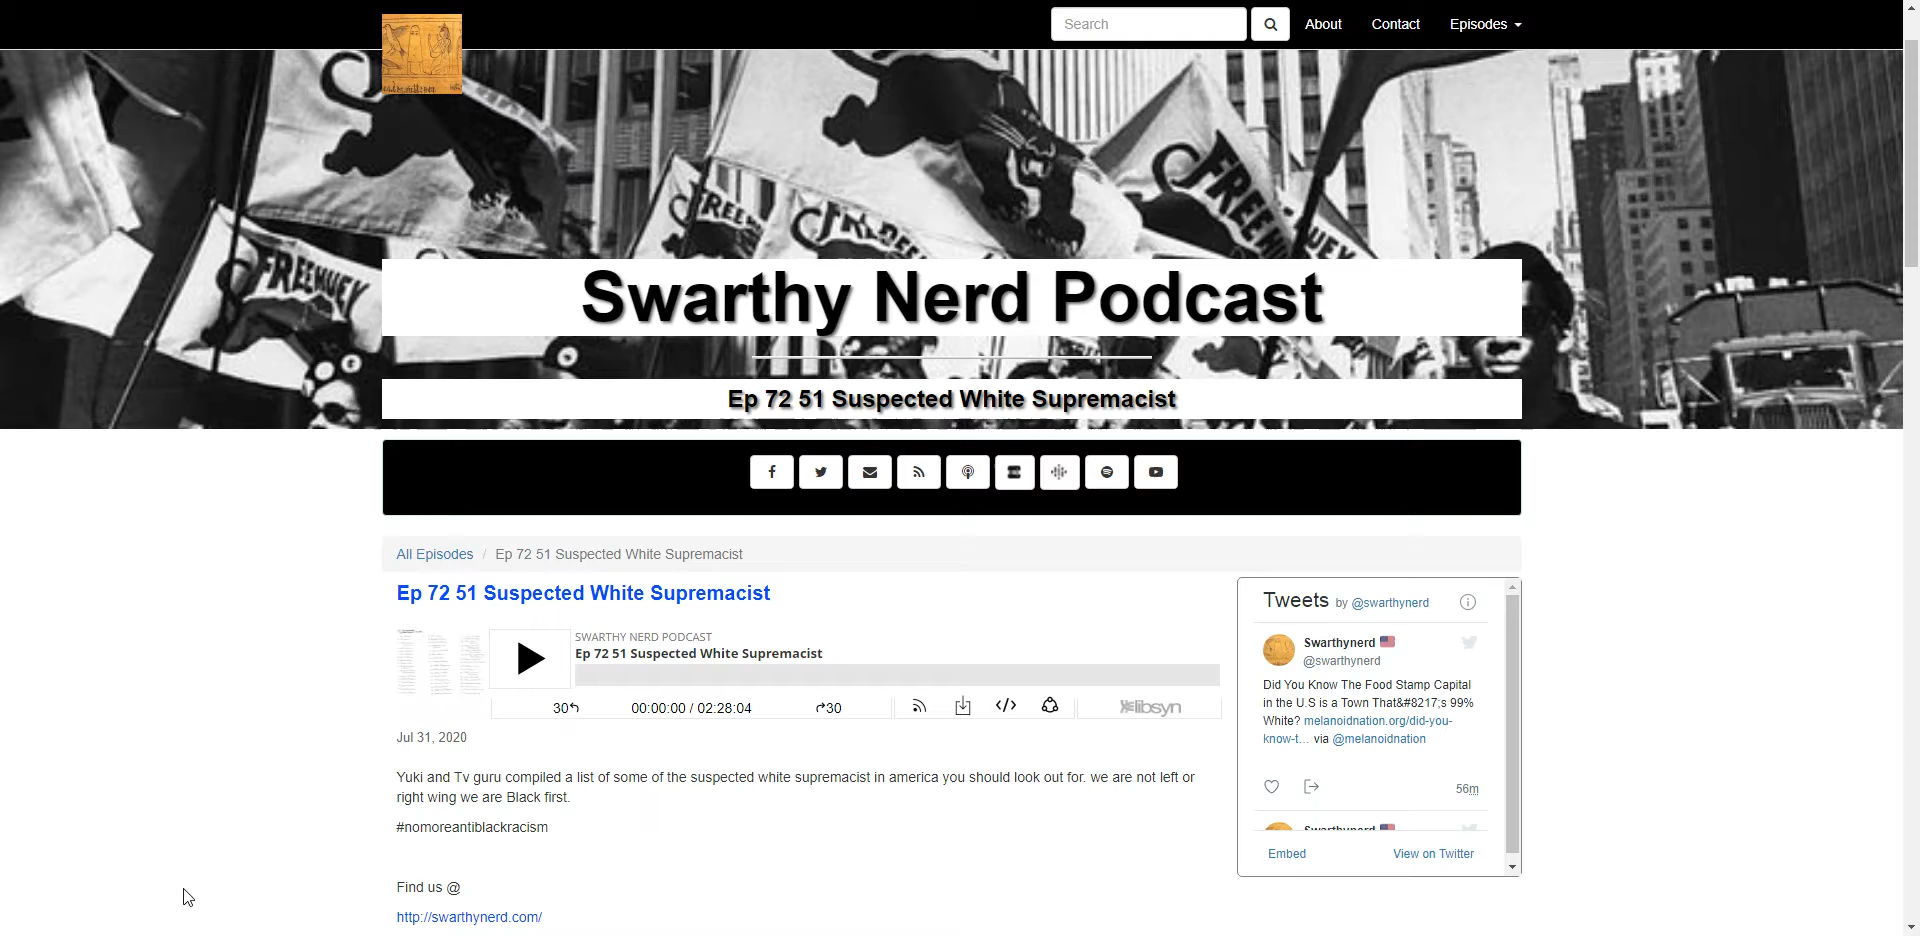 Search
About
Contact
Episodes
FREE HUEY
FREE HUEY
Swarthy Nerd Podcast
Ep 72 51 Suspected White Supremacist
All Episodes / Ep 72 51 Suspected White Supremacist
Ep 72 51 Suspected White Supremacist
SWARTHY NERD PODCAST
Ep 72 51 Suspected White Supremacist
30
00:00:00 / 02:28:04
30
libsyn
Jul 31, 2020
Yuki and Tv guru compiled a list of some of the suspected white supremacist in america you should look out for. we are not left or
right wing we are Black first.
#nomoreantiblackracism
Find us @
http://swarthynerd.com/
Tweets by @swarthynerd
Swarthynerd
@swarthynerd
Did You Know The Food Stamp Capital
in the U.S is a Town That&#8217;s 99%
White? melanoidnation.org/did-you-
know-t… via @melanoidnation
56m
Swarthynerd
Embed
View on Twitter